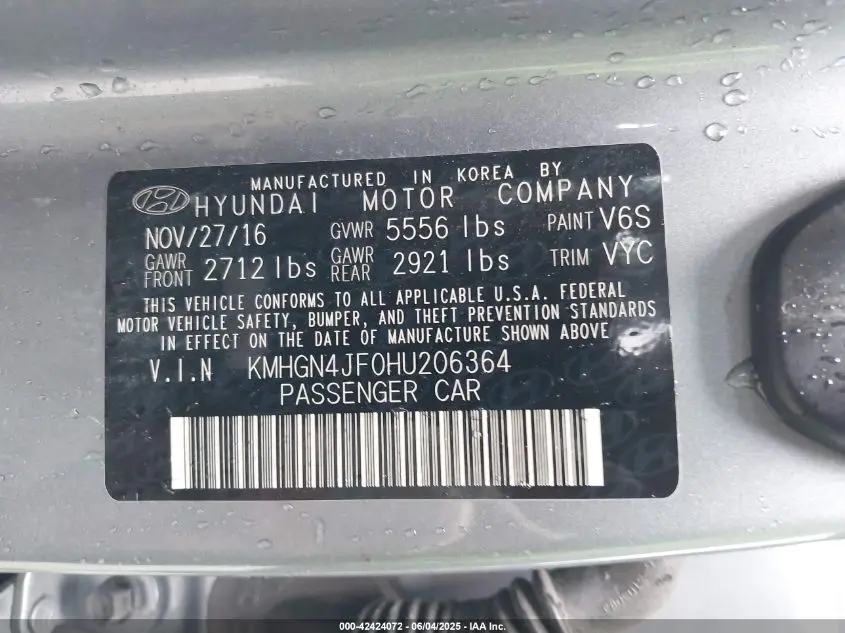 MANUFACTURED IN KOREA BY
HYUNDAI MOTOR COMPANY
NOV/27/16 GVWR 5556 lbs PAINT V6S
GAWR FRONT 2712 lbs GAWR REAR 2921 lbs TRIM VYC
THIS VEHICLE CONFORMS TO ALL APPLICABLE U.S.A. FEDERAL
MOTOR VEHICLE SAFETY, BUMPER, AND THEFT PREVENTION STANDARDS
IN EFFECT ON THE DATE OF MANUFACTURE SHOWN ABOVE
V.I.N KMHGN4JF0HU206364
PASSENGER CAR
000-42424072 - 06/04/2025 - IAA Inc.